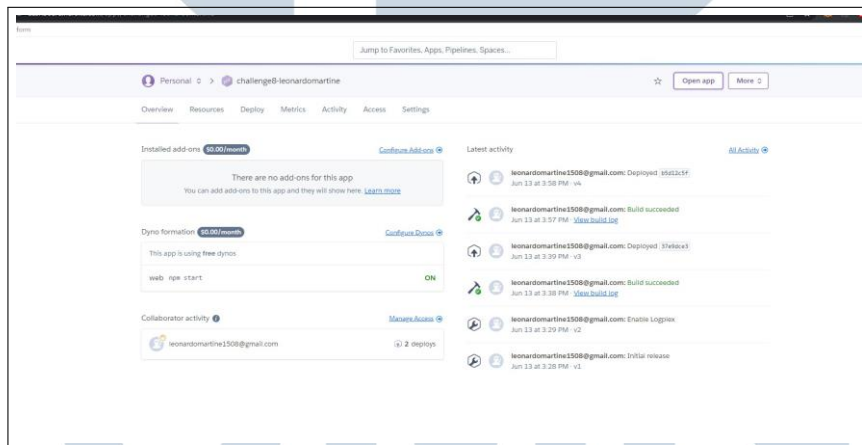 form
Jump to Favorites, Apps, Pipelines, Spaces...
Personal > challenge8-leonardomartine
Open app
More
Overview Resources Deploy Metrics Activity Access Settings
Installed add-ons $0.00/month
Configure Add-ons
There are no add-ons for this app
You can add add-ons to this app and they will show here. Learn more
Dyno formation $0.00/month
Configure Dynos
This app is using free dynos
web npm start
ON
Collaborator activity
Manage Access
leonardomartine1508@gmail.com
2 deploys
Latest activity
All Activity
leonardomartine1508@gmail.com: Deployed
Jun 13 at 3:58 PM · v4
leonardomartine1508@gmail.com: Build succeeded
Jun 13 at 3:57 PM · View build log
leonardomartine1508@gmail.com: Deployed
Jun 13 at 3:39 PM · v3
leonardomartine1508@gmail.com: Build succeeded
Jun 13 at 3:38 PM · View build log
leonardomartine1508@gmail.com: Enable Logplex
Jun 13 at 3:29 PM · v2
leonardomartine1508@gmail.com: Initial release
Jun 13 at 3:28 PM · v1